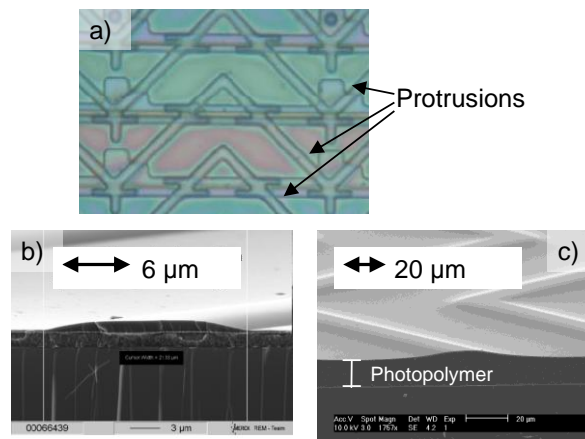 a)
Protrusions
b)
6 µm
c)
20 µm
Photopolymer
00066439
3 µm
Acc V Spot Magn Det WD Exp
10.0 kV 3.0 1757x SE 4.2 1
20 µm